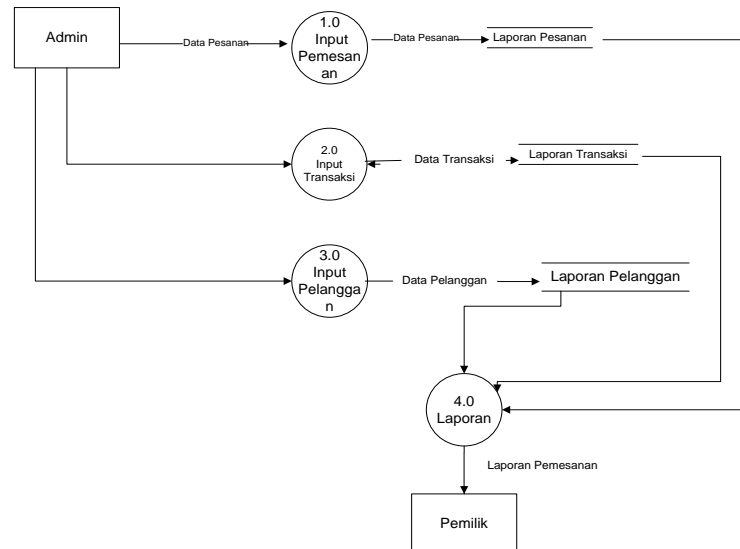 Admin
Data Pesanan
1.0
Input
Pemesan
an
Data Pesanan
Laporan Pesanan
2.0
Input
Transaksi
Data Transaksi
Laporan Transaksi
3.0
Input
Pelangga
n
Data Pelanggan
Laporan Pelanggan
4.0
Laporan
Laporan Pemesanan
Pemilik